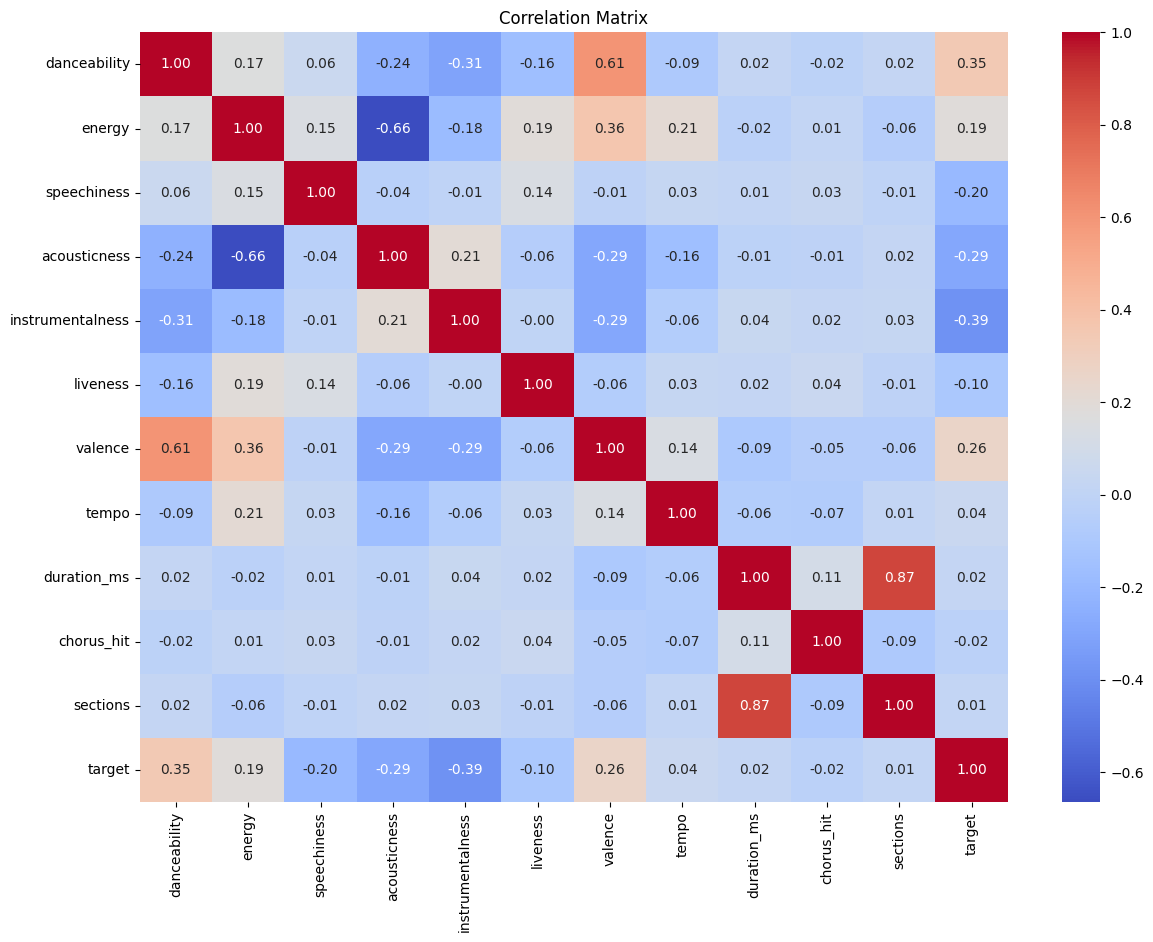 Correlation Matrix
danceability 1.00 0.17 0.06 -0.24 -0.31 -0.16 0.61 -0.09 0.02 -0.02 0.02 0.35
energy 0.17 1.00 0.15 -0.66 -0.18 0.19 0.36 0.21 -0.02 0.01 -0.06 0.19
speechiness 0.06 0.15 1.00 -0.04 -0.01 0.14 -0.01 0.03 0.01 0.03 -0.01 -0.20
acousticness -0.24 -0.66 -0.04 1.00 0.21 -0.06 -0.29 -0.16 -0.01 -0.01 0.02 -0.29
instrumentalness -0.31 -0.18 -0.01 0.21 1.00 -0.00 -0.29 -0.06 0.04 0.02 0.03 -0.39
liveness -0.16 0.19 0.14 -0.06 -0.00 1.00 -0.06 0.03 0.02 0.04 -0.01 -0.10
valence 0.61 0.36 -0.01 -0.29 -0.29 -0.06 1.00 0.14 -0.09 -0.05 -0.06 0.26
tempo -0.09 0.21 0.03 -0.16 -0.06 0.03 0.14 1.00 -0.06 -0.07 0.01 0.04
duration_ms 0.02 -0.02 0.01 -0.01 0.04 0.02 -0.09 -0.06 1.00 0.11 0.87 0.02
chorus_hit -0.02 0.01 0.03 -0.01 0.02 0.04 -0.05 -0.07 0.11 1.00 -0.09 -0.02
sections 0.02 -0.06 -0.01 0.02 0.03 -0.01 -0.06 0.01 0.87 -0.09 1.00 0.01
target 0.35 0.19 -0.20 -0.29 -0.39 -0.10 0.26 0.04 0.02 -0.02 0.01 1.00
danceability energy speechiness acousticness instrumentalness liveness valence tempo duration_ms chorus_hit sections target
1.0
0.8
0.6
0.4
0.2
0.0
-0.2
-0.4
-0.6